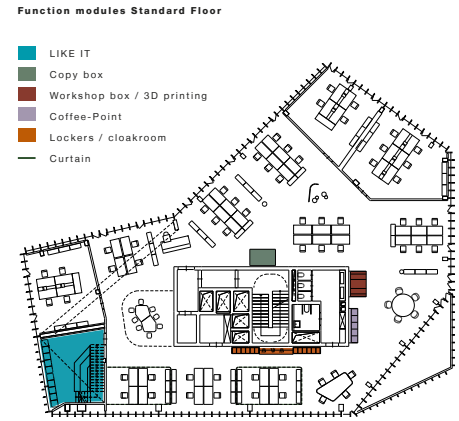 Function modules Standard Floor
LIKE IT
Copy box
Workshop box / 3D printing
Coffee-Point
Lockers / cloakroom
Curtain